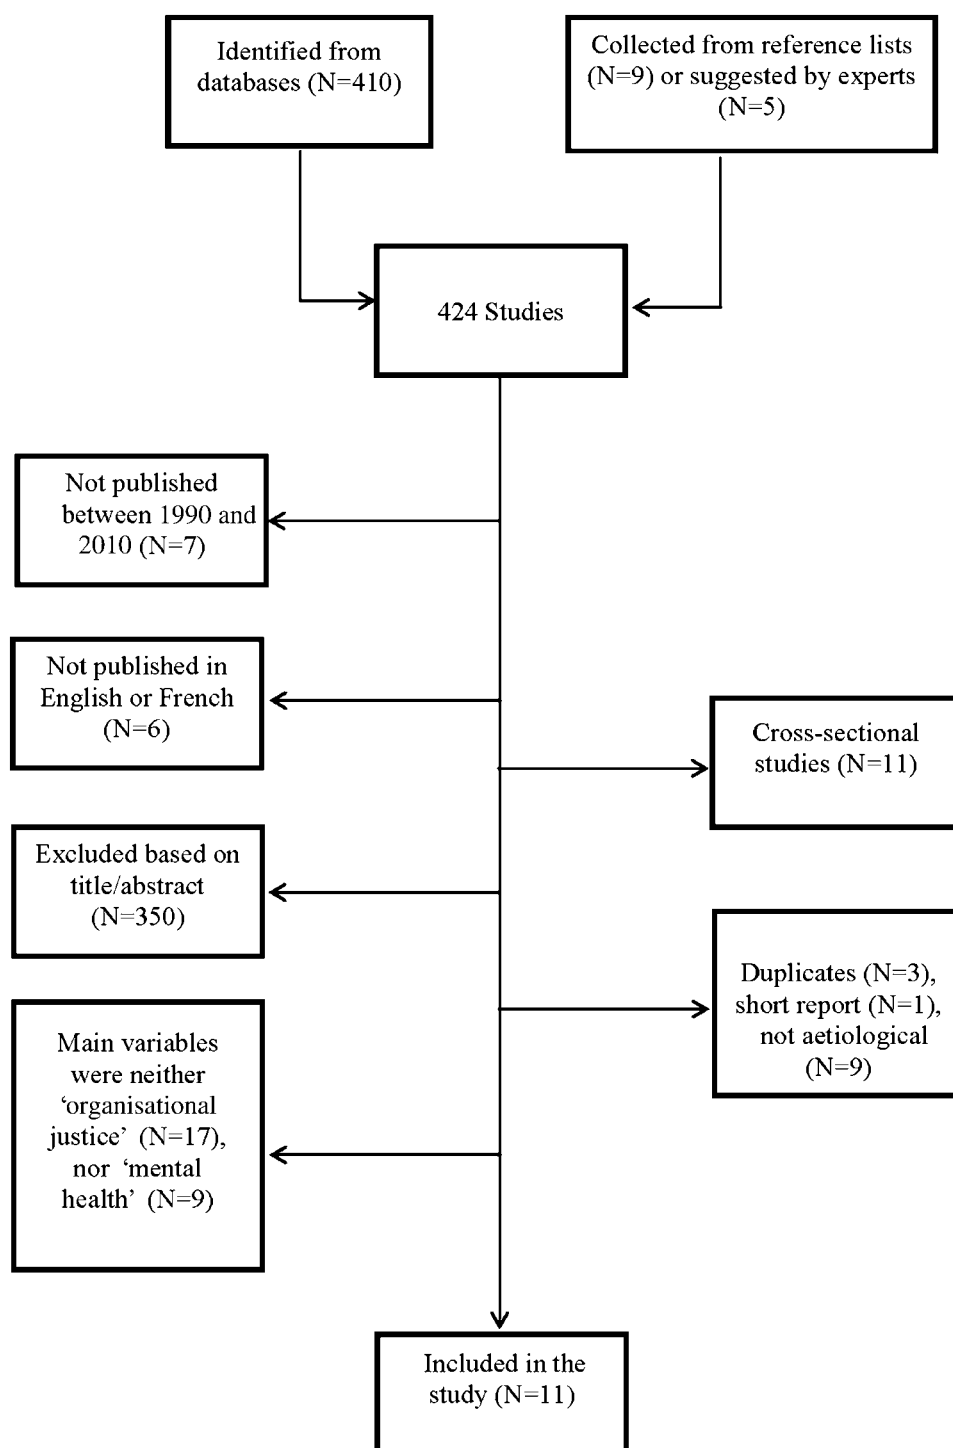 Identified from
databases (N=410)
Collected from reference lists
(N=9) or suggested by experts
(N=5)
424 Studies
Not published
between 1990 and
2010 (N=7)
Not published in
English or French
(N=6)
Cross-sectional
studies (N=11)
Excluded based on
title/abstract
(N=350)
Duplicates (N=3),
short report (N=1),
not aetiological
(N=9)
Main variables
were neither
‘organisational
justice’ (N=17),
nor ‘mental
health’ (N=9)
Included in the
study (N=11)